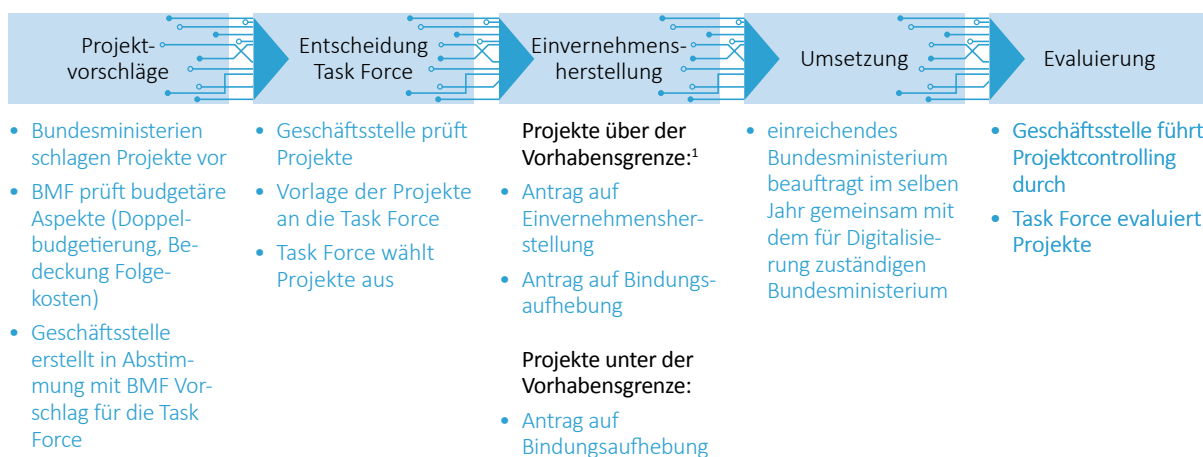 Projekt-
vorschläge
Entscheidung
Task Force
Einvernehmens-
herstellung
Umsetzung
Evaluierung
• Bundesministerien
schlagen Projekte vor
• BMF prüft budgetäre
Aspekte (Doppel-
budgetierung, Be-
deckung Folge-
kosten)
• Geschäftsstelle
erstellt in Abstim-
mung mit BMF Vor-
schlag für die Task
Force
• Geschäftsstelle prüft
Projekte
• Vorlage der Projekte
an die Task Force
• Task Force wählt
Projekte aus
Projekte über der
Vorhabensgrenze:¹
• Antrag auf
Einvernehmensher-
stellung
• Antrag auf Bindungs-
aufhebung
Projekte unter der
Vorhabensgrenze:
• Antrag auf
Bindungsaufhebung
• einreichendes
Bundesministerium
beauftragt im selben
Jahr gemeinsam mit
dem für Digitalisie-
rung zuständigen
Bundesministerium
• Geschäftsstelle führt
Projektcontrolling
durch
• Task Force evaluiert
Projekte